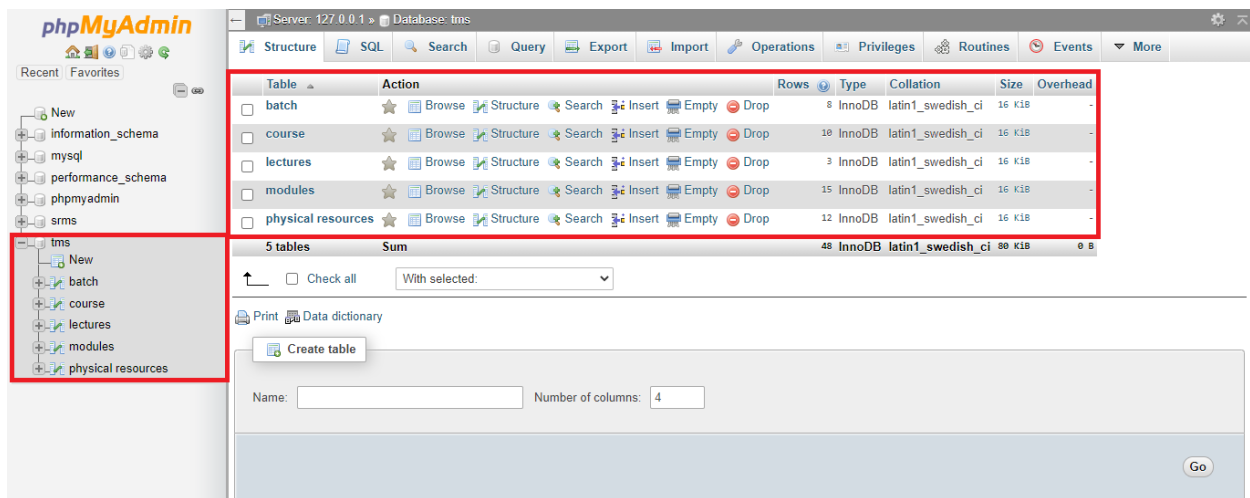 phpMyAdmin
Recent Favorites
New
information_schema
mysql
performance_schema
phpmyadmin
srms
tms
New
batch
course
lectures
modules
physical resources
Server: 127.0.0.1 » Database: tms
Structure SQL Search Query Export Import Operations Privileges Routines Events More
Table Action Rows Type Collation Size Overhead
batch Browse Structure Search Insert Empty Drop 8 InnoDB latin1_swedish_ci 16 KiB -
course Browse Structure Search Insert Empty Drop 10 InnoDB latin1_swedish_ci 16 KiB -
lectures Browse Structure Search Insert Empty Drop 3 InnoDB latin1_swedish_ci 16 KiB -
modules Browse Structure Search Insert Empty Drop 15 InnoDB latin1_swedish_ci 16 KiB -
physical resources Browse Structure Search Insert Empty Drop 12 InnoDB latin1_swedish_ci 16 KiB -
5 tables Sum 48 InnoDB latin1_swedish_ci 80 KiB 0 B
Check all With selected:
Print Data dictionary
Create table
Name: Number of columns: 4
Go